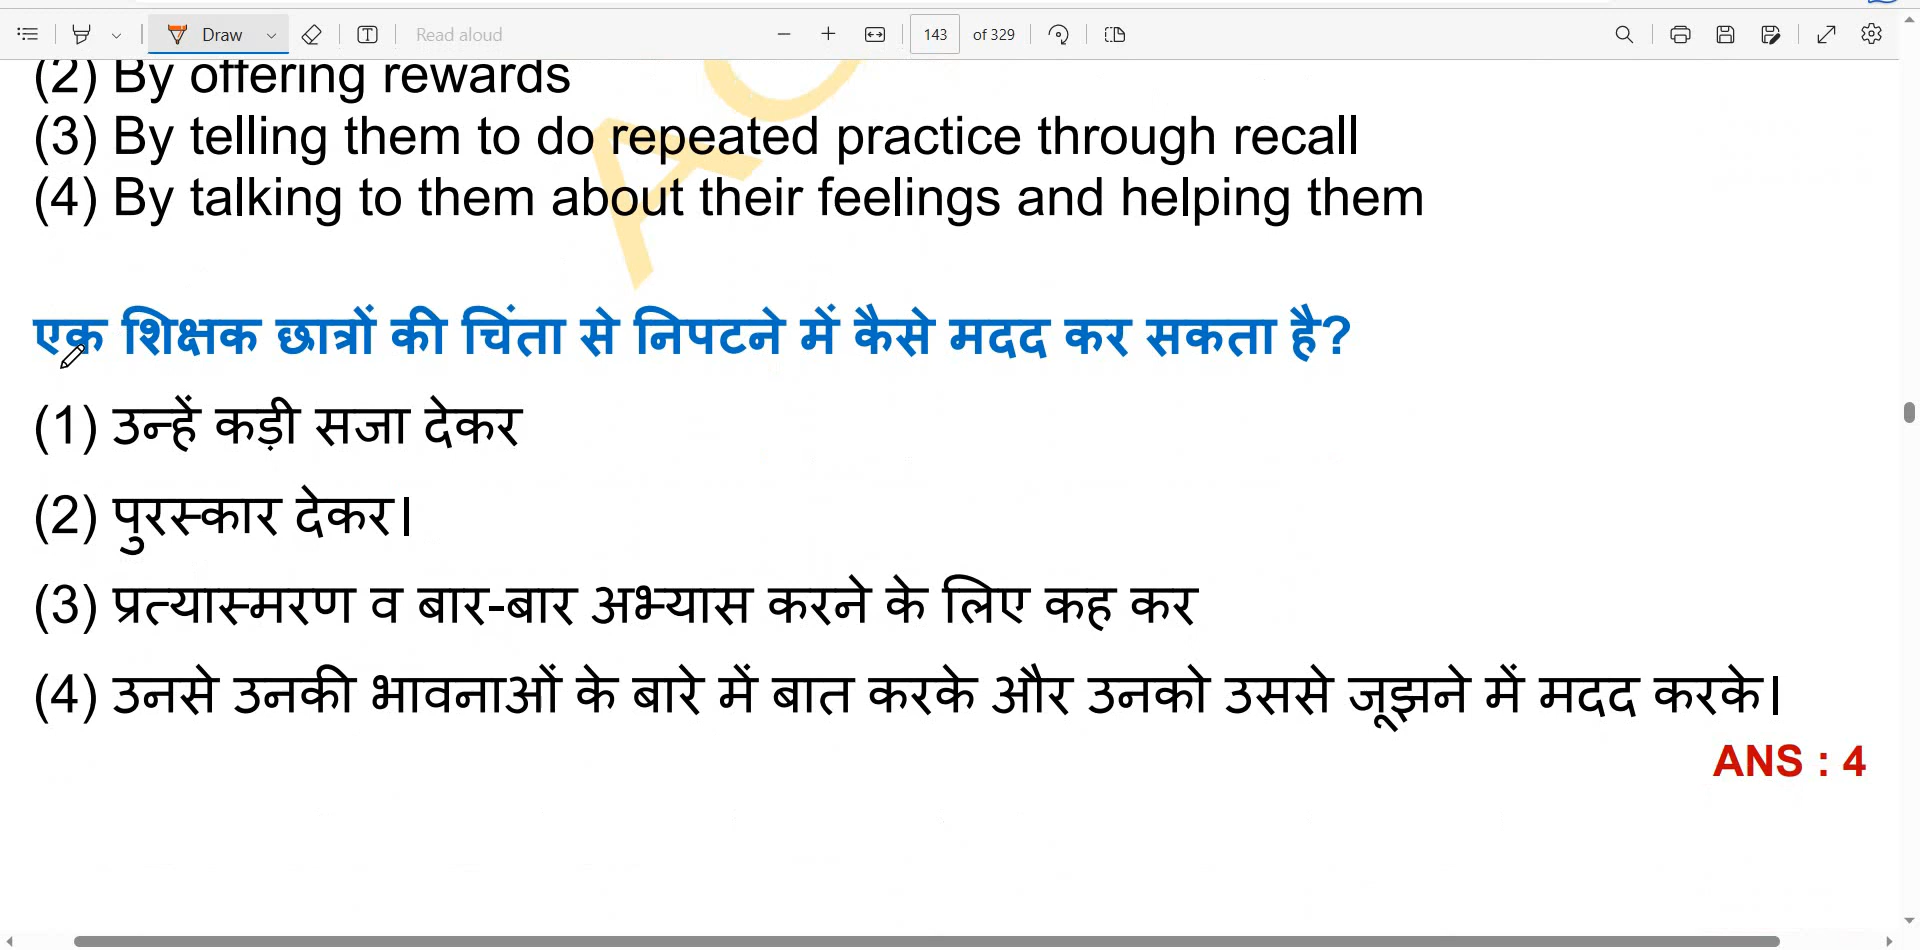 Draw
Read aloud
143 of 329
(2) By offering rewards
(3) By telling them to do repeated practice through recall
(4) By talking to them about their feelings and helping them
एक शिक्षक छात्रों की चिंता से निपटने में कैसे मदद कर सकता है?
(1) उन्हें कड़ी सजा देकर
(2) पुरस्कार देकर।
(3) प्रत्यास्मरण व बार-बार अभ्यास करने के लिए कह कर
(4) उनसे उनकी भावनाओं के बारे में बात करके और उनको उससे जूझने में मदद करके।
ANS : 4